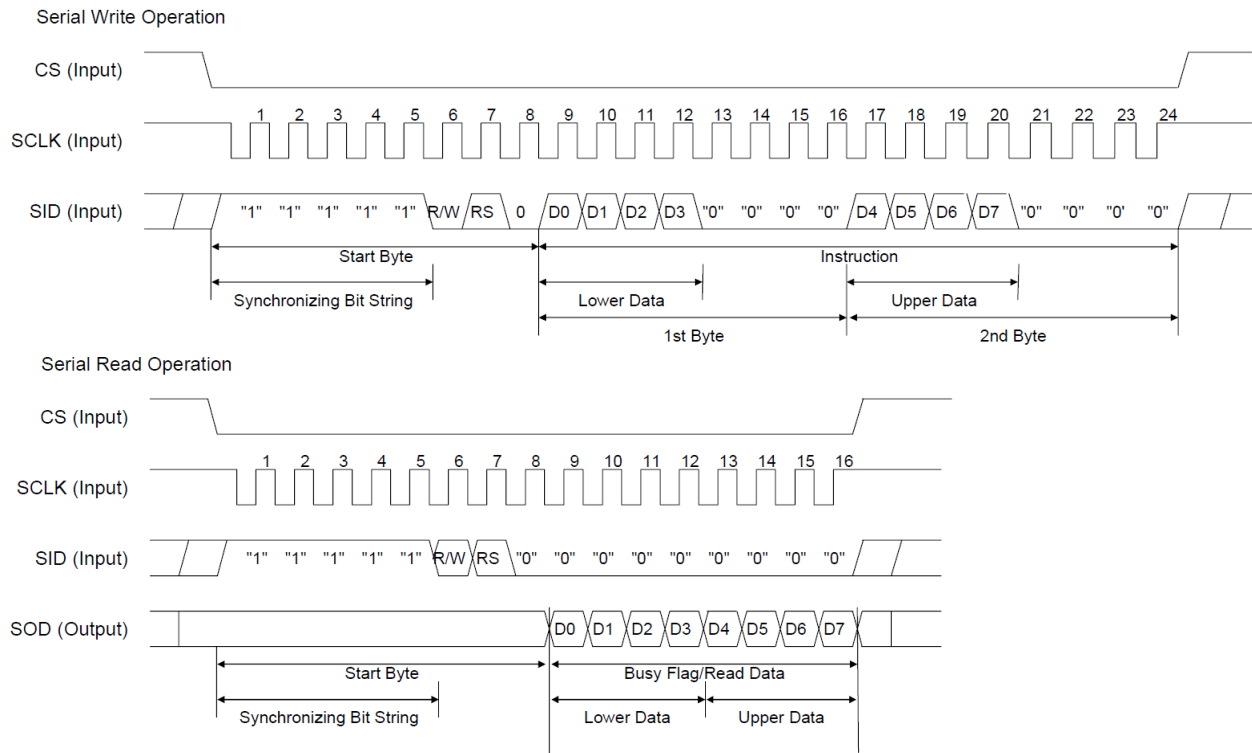 Serial Write Operation
CS (Input)
1 2 3 4 5 6 7 8 9 10 11 12 13 14 15 16 17 18 19 20 21 22 23 24
SCLK (Input)
SID (Input) "1" "1" "1" "1" "1" R/W RS 0 D0 D1 D2 D3 "0" "0" "0" "0" D4 D5 D6 D7 "0" "0" "0' "0"
Start Byte Instruction
Synchronizing Bit String Lower Data Upper Data
1st Byte 2nd Byte
Serial Read Operation
CS (Input)
1 2 3 4 5 6 7 8 9 10 11 12 13 14 15 16
SCLK (Input)
SID (Input) "1" "1" "1" "1" "1" R/W RS "0" "0" "0" "0" "0" "0" "0" "0" "0"
SOD (Output) D0 D1 D2 D3 D4 D5 D6 D7
Start Byte Busy Flag/Read Data
Synchronizing Bit String Lower Data Upper Data